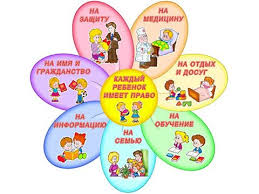 НА
ЗАЩИТУ
НА
МЕДИЦИНУ
НА ИМЯ И
ГРАЖДАНСТВО
КАЖДЫЙ
РЕБЕНОК
ИМЕЕТ ПРАВО
НА ОТДЫХ
И ДОСУГ
НА
ИНФОРМАЦИЮ
НА
СЕМЬЮ
НА
ОБУЧЕНИЕ